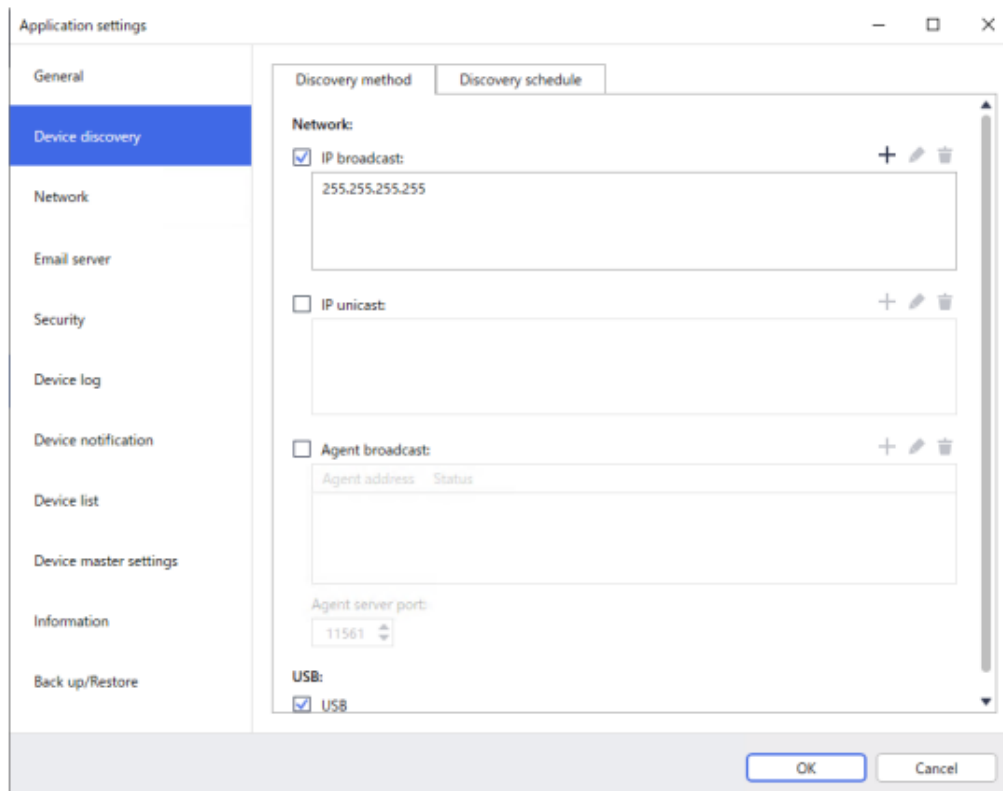 Application settings
General
Device discovery
Network
Email server
Security
Device log
Device notification
Device list
Device master settings
Information
Back up/Restore
Discovery method
Discovery schedule
Network:
IP broadcast:
255.255.255.255
IP unicast:
Agent broadcast:
Agent address Status
Agent server port:
11561
USB:
USB
OK
Cancel